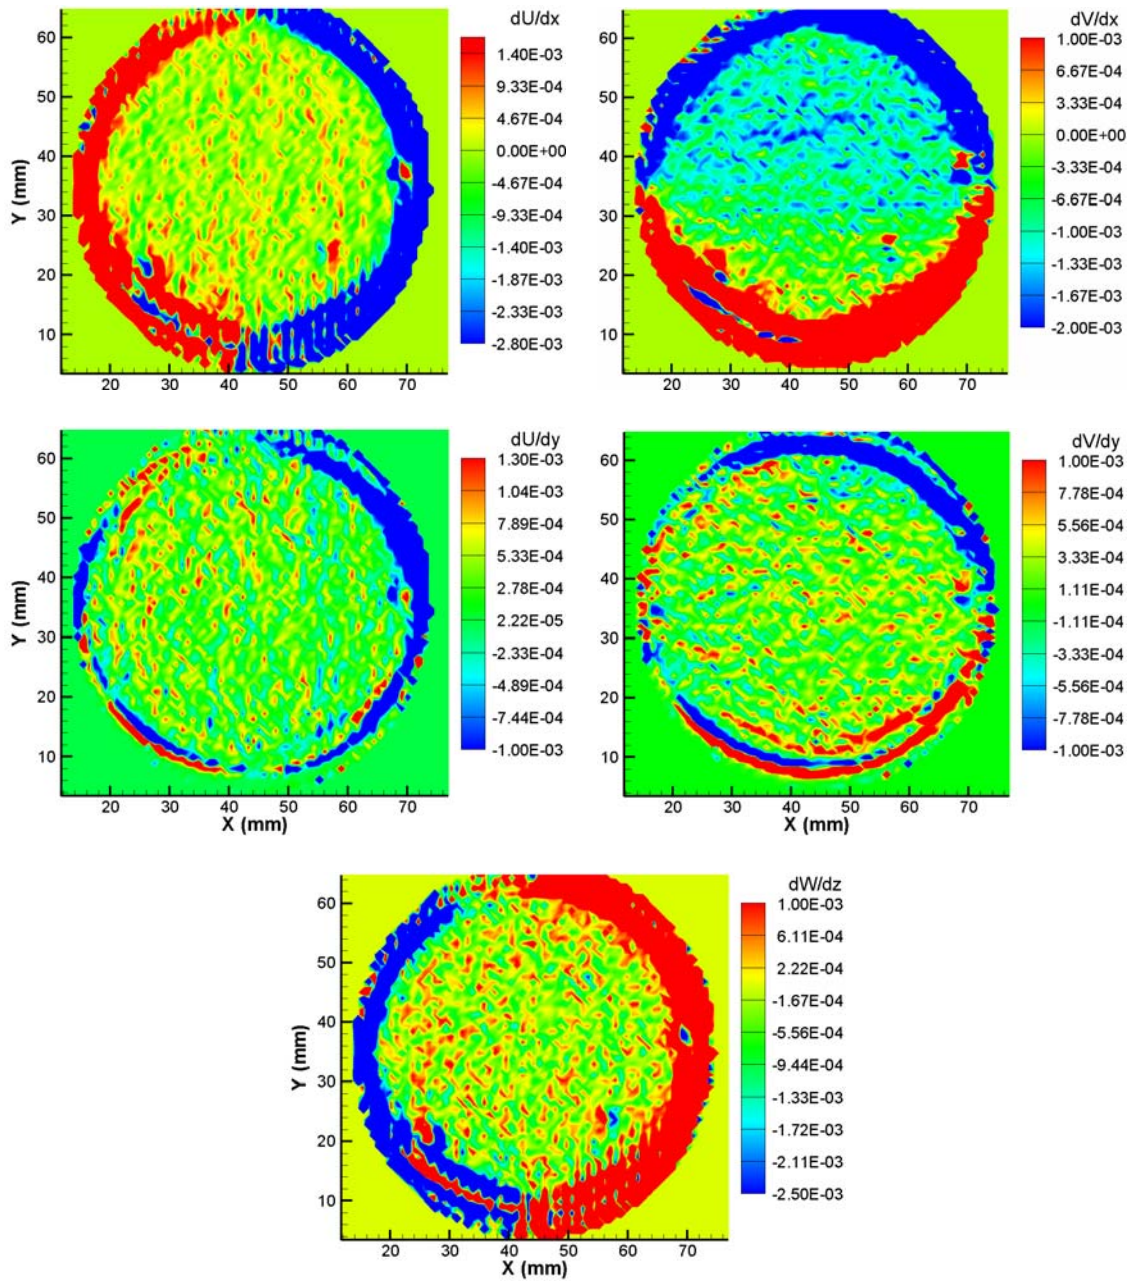 dU/dx
1.40E-03
9.33E-04
4.67E-04
0.00E+00
-4.67E-04
-9.33E-04
-1.40E-03
-1.87E-03
-2.33E-03
-2.80E-03
60
50
40
30
20
10
Y (mm)
20 30 40 50 60 70
dV/dx
1.00E-03
6.67E-04
3.33E-04
0.00E+00
-3.33E-04
-6.67E-04
-1.00E-03
-1.33E-03
-1.67E-03
-2.00E-03
60
50
40
30
20
10
20 30 40 50 60 70
dU/dy
1.30E-03
1.04E-03
7.89E-04
5.33E-04
2.78E-04
2.22E-05
-2.33E-04
-4.89E-04
-7.44E-04
-1.00E-03
60
50
40
30
20
10
Y (mm)
20 30 40 50 60 70
X (mm)
dV/dy
1.00E-03
7.78E-04
5.56E-04
3.33E-04
1.11E-04
-1.11E-04
-3.33E-04
-5.56E-04
-7.78E-04
-1.00E-03
60
50
40
30
20
10
20 30 40 50 60 70
X (mm)
dW/dz
1.00E-03
6.11E-04
2.22E-04
-1.67E-04
-5.56E-04
-9.44E-04
-1.33E-03
-1.72E-03
-2.11E-03
-2.50E-03
60
50
40
30
20
10
Y (mm)
20 30 40 50 60 70
X (mm)